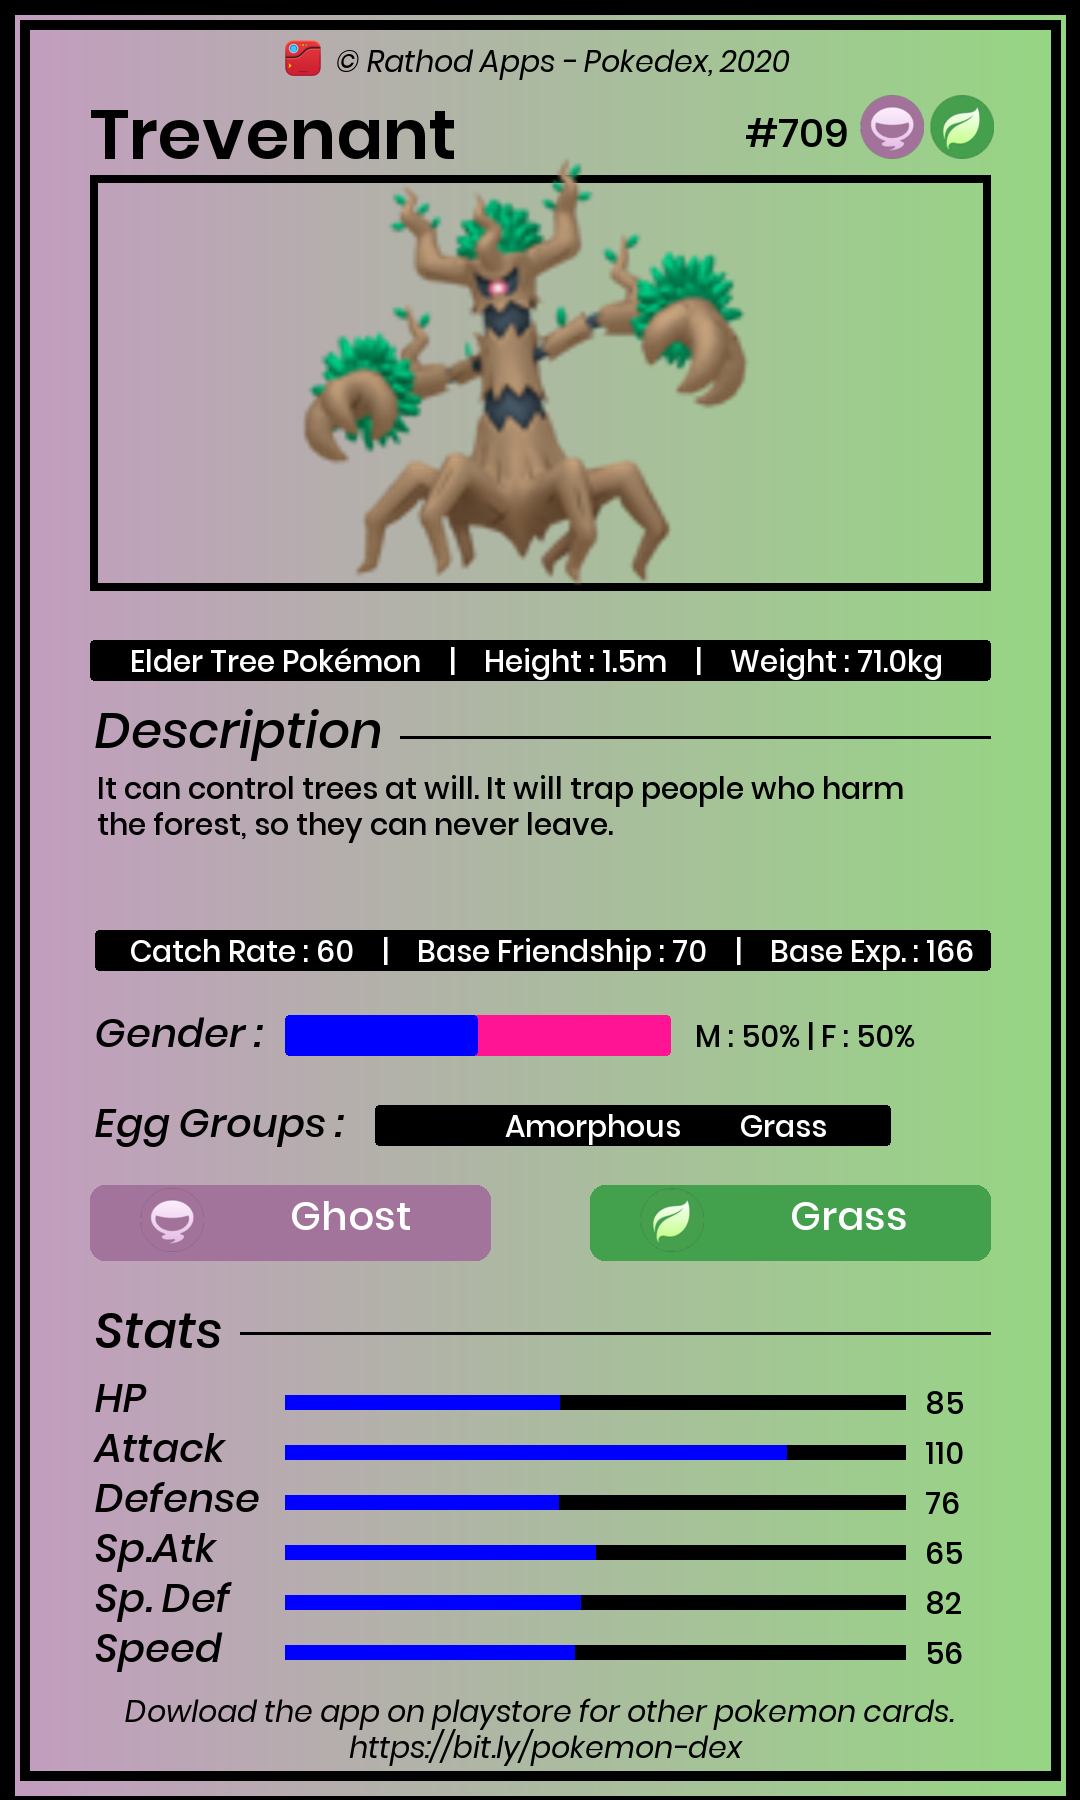 © Rathod Apps - Pokedex, 2020
Trevenant #709
Elder Tree Pokémon | Height : 1.5m | Weight : 71.0kg
Description
It can control trees at will. It will trap people who harm
the forest, so they can never leave.
Catch Rate : 60 | Base Friendship : 70 | Base Exp. : 166
Gender : M : 50% | F : 50%
Egg Groups : Amorphous Grass
Ghost Grass
Stats
HP 85
Attack 110
Defense 76
Sp.Atk 65
Sp. Def 82
Speed 56
Dowload the app on playstore for other pokemon cards.
https://bit.ly/pokemon-dex